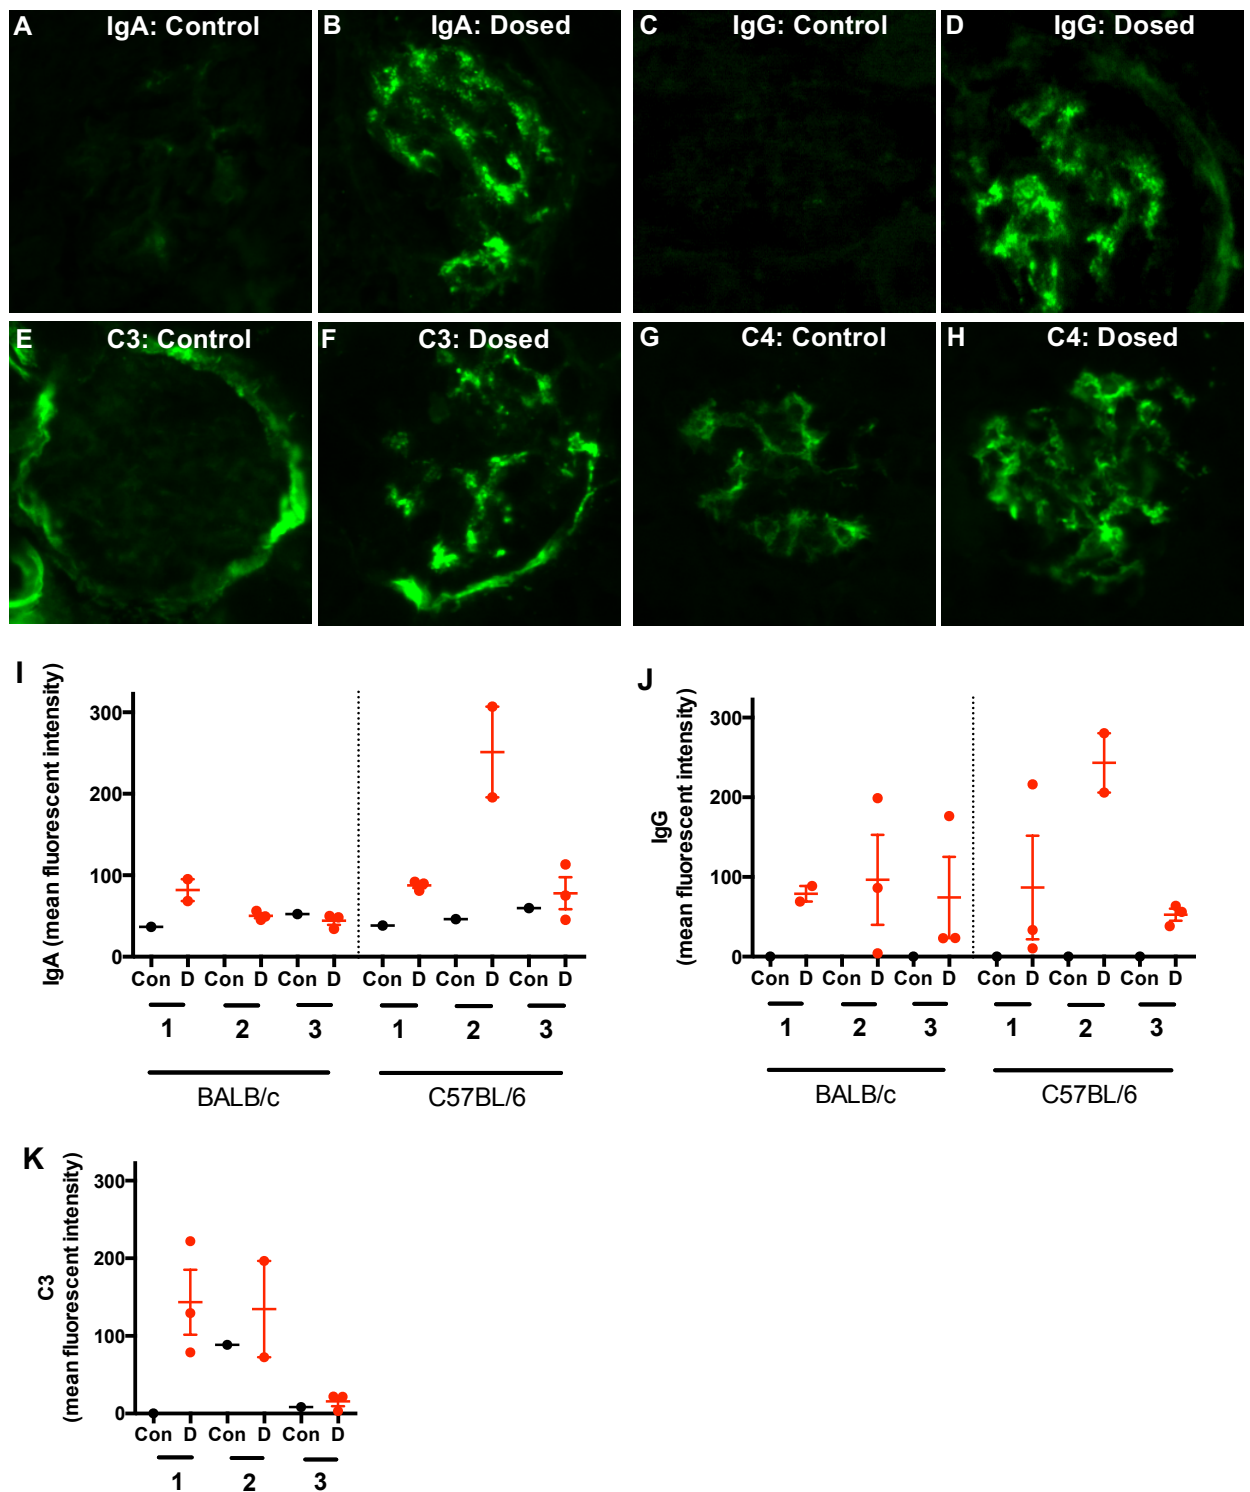 A IgA: Control
B IgA: Dosed
C IgG: Control
D IgG: Dosed
E C3: Control
F C3: Dosed
G C4: Control
H C4: Dosed
I
IgA (mean fluorescent intensity)
300
200
100
0
Con D Con D Con D Con D Con D Con D
1 2 3 1 2 3
BALB/c C57BL/6
J
IgG
(mean fluorescent intensity)
300
200
100
0
Con D Con D Con D Con D Con D Con D
1 2 3 1 2 3
BALB/c C57BL/6
K
C3
(mean fluorescent intensity)
300
200
100
0
Con D Con D Con D
1 2 3